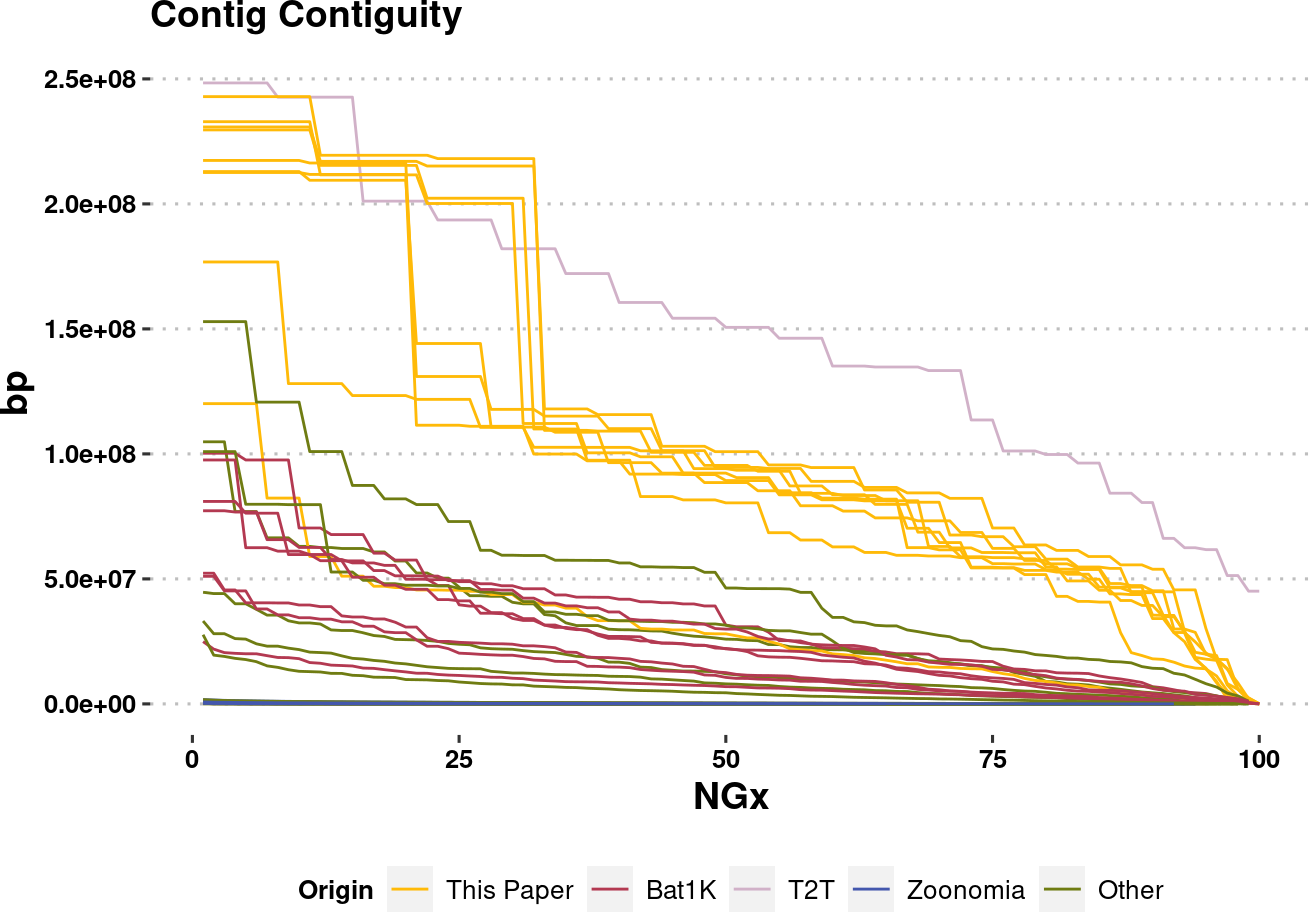 Contig Contiguity
2.5e+08
2.0e+08
1.5e+08
1.0e+08
5.0e+07
0.0e+00
bp
0 25 50 75 100
NGx
Origin This Paper Bat1K T2T Zoonomia Other